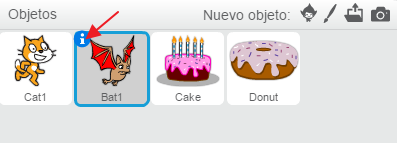 Objetos Nuevo objeto:
i
Cat1 Bat1 Cake Donut